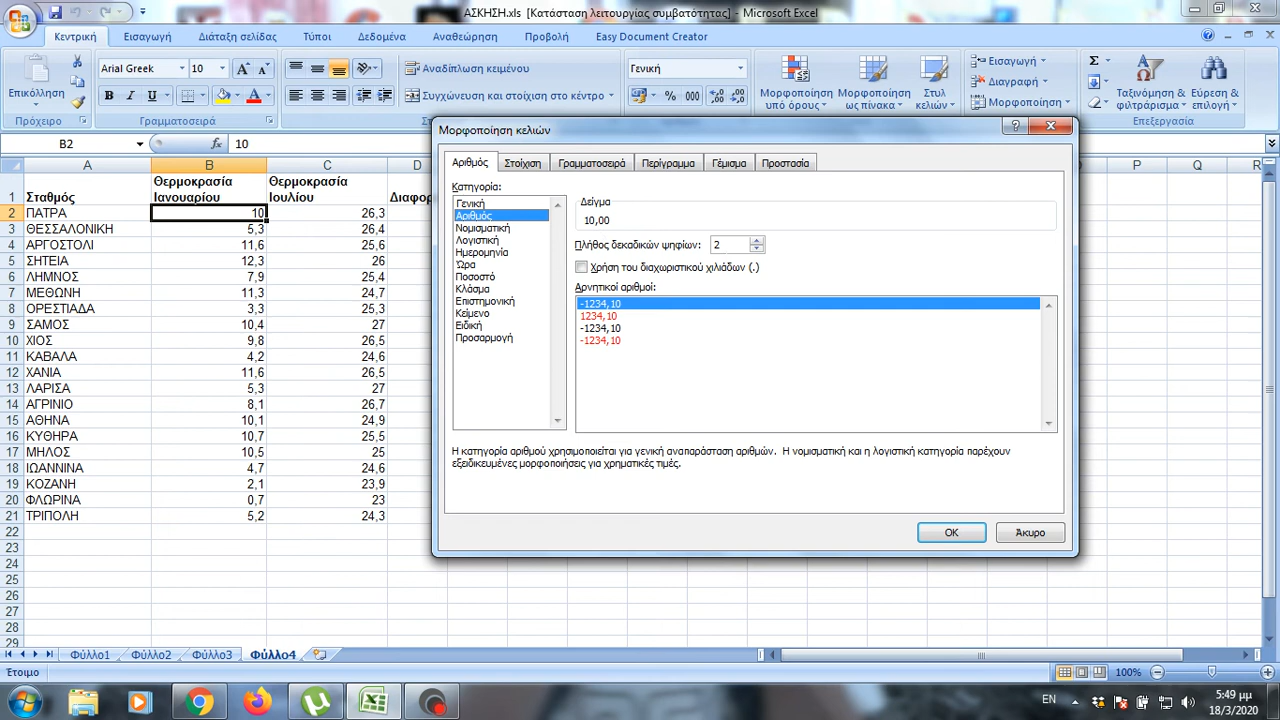 ΑΣΚΗΣΗ.xls [Κατάσταση λειτουργίας συμβατότητας] - Microsoft Excel
Κεντρική Εισαγωγή Διάταξη σελίδας Τύποι Δεδομένα Αναθεώρηση Προβολή Easy Document Creator
Επικόλληση
Πρόχειρο
Arial Greek 10
B I U
Γραμματοσειρά
Αναδίπλωση κειμένου
Συγχώνευση και στοίχιση στο κέντρο
Γενική
% 000
Μορφοποίηση υπό όρους
Μορφοποίηση ως πίνακα
Στυλ κελιών
Εισαγωγή
Διαγραφή
Μορφοποίηση
Ταξινόμηση & φιλτράρισμα
Εύρεση & επιλογή
Επεξεργασία
B2 fx 10
A B C D P Q R
1 Σταθμός Θερμοκρασία Ιανουαρίου Θερμοκρασία Ιουλίου Διαφορ
2 ΠΑΤΡΑ 10 26,3
3 ΘΕΣΣΑΛΟΝΙΚΗ 5,3 26,4
4 ΑΡΓΟΣΤΟΛΙ 11,6 25,6
5 ΣΗΤΕΙΑ 12,3 26
6 ΛΗΜΝΟΣ 7,9 25,4
7 ΜΕΘΩΝΗ 11,3 24,7
8 ΟΡΕΣΤΙΑΔΑ 3,3 25,3
9 ΣΑΜΟΣ 10,4 27
10 ΧΙΟΣ 9,8 26,5
11 ΚΑΒΑΛΑ 4,2 24,6
12 ΧΑΝΙΑ 11,6 26,5
13 ΛΑΡΙΣΑ 5,3 27
14 ΑΓΡΙΝΙΟ 8,1 26,7
15 ΑΘΗΝΑ 10,1 24,9
16 ΚΥΘΗΡΑ 10,7 25,5
17 ΜΗΛΟΣ 10,5 25
18 ΙΩΑΝΝΙΝΑ 4,7 24,6
19 ΚΟΖΑΝΗ 2,1 23,9
20 ΦΛΩΡΙΝΑ 0,7 23
21 ΤΡΙΠΟΛΗ 5,2 24,3
22
23
24
25
26
27
28
29
Μορφοποίηση κελιών
Αριθμός Στοίχιση Γραμματοσειρά Περίγραμμα Γέμισμα Προστασία
Κατηγορία:
Γενική
Αριθμός
Νομισματική
Λογιστική
Ημερομηνία
Ώρα
Ποσοστό
Κλάσμα
Επιστημονική
Κείμενο
Ειδική
Προσαρμογή
Δείγμα
10,00
Πλήθος δεκαδικών ψηφίων: 2
Χρήση του διαχωριστικού χιλιάδων (.)
Αρνητικοί αριθμοί:
-1234,10
1234,10
-1234,10
-1234,10
Η κατηγορία αριθμού χρησιμοποιείται για γενική αναπαράσταση αριθμών. Η νομισματική και η λογιστική κατηγορία παρέχουν
εξειδικευμένες μορφοποιήσεις για χρηματικές τιμές.
OK Άκυρο
Φύλλο1 Φύλλο2 Φύλλο3 Φύλλο4
Έτοιμο 100%
EN 5:49 μμ
18/3/2020